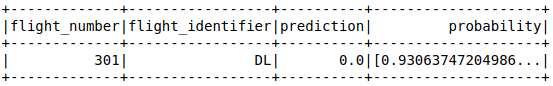 +-------------+-----------------+----------+--------------------+
|flight_number|flight_identifier|prediction|         probability|
+-------------+-----------------+----------+--------------------+
|          301|               DL|       0.0|[0.93063747204986...|
+-------------+-----------------+----------+--------------------+